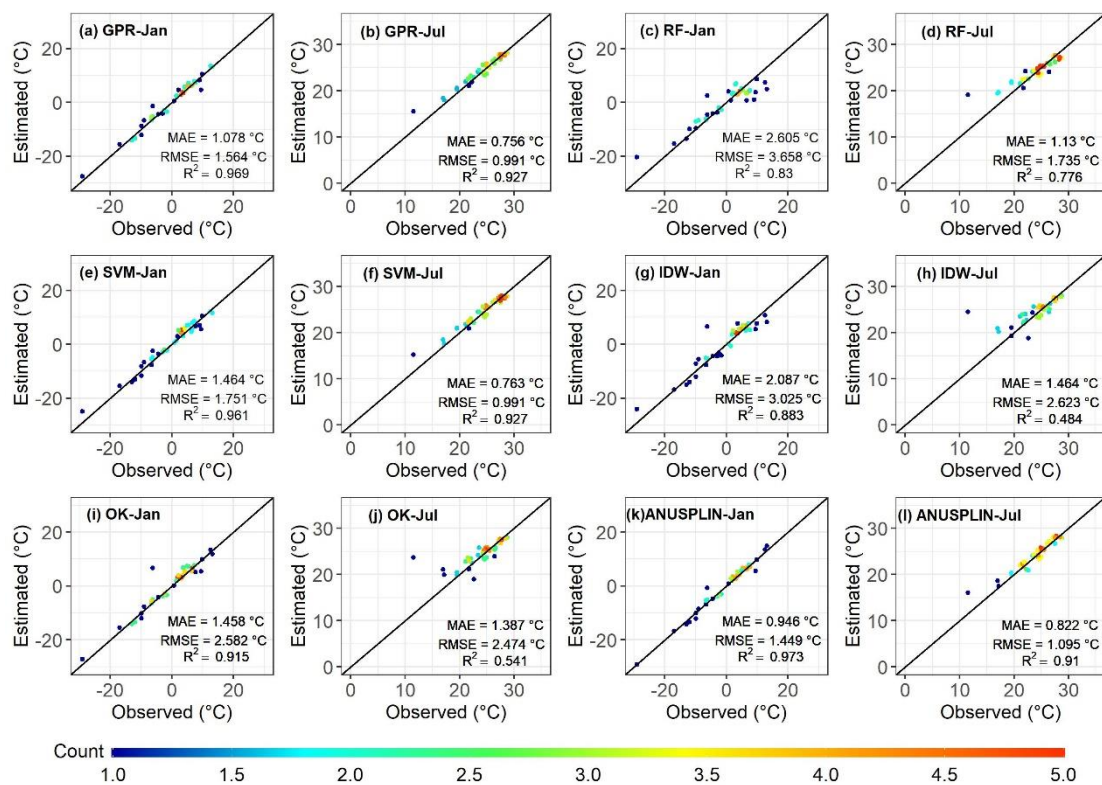 (a) GPR-Jan
Estimated (°C)
20
0
-20
MAE = 1.078 °C
RMSE = 1.564 °C
R² = 0.969
-20 0 20
Observed (°C)
(b) GPR-Jul
Estimated (°C)
30
20
10
0
MAE = 0.756 °C
RMSE = 0.991 °C
R² = 0.927
0 10 20 30
Observed (°C)
(c) RF-Jan
Estimated (°C)
20
0
-20
MAE = 2.605 °C
RMSE = 3.658 °C
R² = 0.83
-20 0 20
Observed (°C)
(d) RF-Jul
Estimated (°C)
30
20
10
0
MAE = 1.13 °C
RMSE = 1.735 °C
R² = 0.776
0 10 20 30
Observed (°C)
(e) SVM-Jan
Estimated (°C)
20
0
-20
MAE = 1.464 °C
RMSE = 1.751 °C
R² = 0.961
-20 0 20
Observed (°C)
(f) SVM-Jul
Estimated (°C)
30
20
10
0
MAE = 0.763 °C
RMSE = 0.991 °C
R² = 0.927
0 10 20 30
Observed (°C)
(g) IDW-Jan
Estimated (°C)
20
0
-20
MAE = 2.087 °C
RMSE = 3.025 °C
R² = 0.883
-20 0 20
Observed (°C)
(h) IDW-Jul
Estimated (°C)
30
20
10
0
MAE = 1.464 °C
RMSE = 2.623 °C
R² = 0.484
0 10 20 30
Observed (°C)
(i) OK-Jan
Estimated (°C)
20
0
-20
MAE = 1.458 °C
RMSE = 2.582 °C
R² = 0.915
-20 0 20
Observed (°C)
(j) OK-Jul
Estimated (°C)
30
20
10
0
MAE = 1.387 °C
RMSE = 2.474 °C
R² = 0.541
0 10 20 30
Observed (°C)
(k)ANUSPLIN-Jan
Estimated (°C)
20
0
-20
MAE = 0.946 °C
RMSE = 1.449 °C
R² = 0.973
-20 0 20
Observed (°C)
(l) ANUSPLIN-Jul
Estimated (°C)
30
20
10
0
MAE = 0.822 °C
RMSE = 1.095 °C
R² = 0.91
0 10 20 30
Observed (°C)
Count
1.0 1.5 2.0 2.5 3.0 3.5 4.0 4.5 5.0